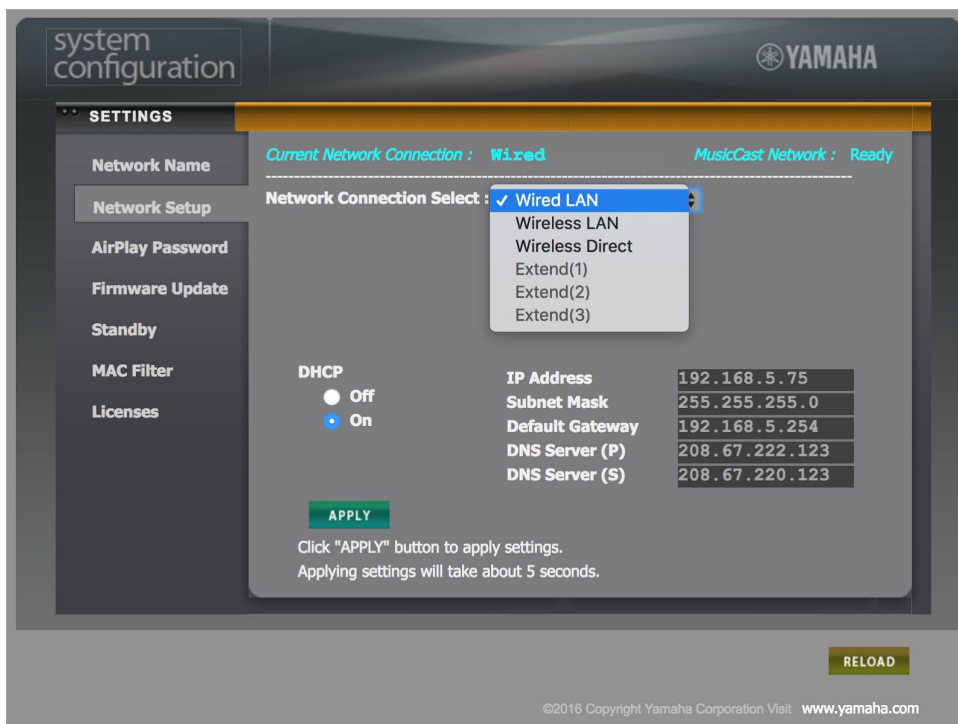 system
configuration
YAMAHA
SETTINGS
Network Name
Network Setup
AirPlay Password
Firmware Update
Standby
MAC Filter
Licenses
Current Network Connection : Wired MusicCast Network : Ready
Network Connection Select :
✓ Wired LAN
Wireless LAN
Wireless Direct
Extend(1)
Extend(2)
Extend(3)
DHCP
Off
On
IP Address 192.168.5.75
Subnet Mask 255.255.255.0
Default Gateway 192.168.5.254
DNS Server (P) 208.67.222.123
DNS Server (S) 208.67.220.123
APPLY
Click "APPLY" button to apply settings.
Applying settings will take about 5 seconds.
RELOAD
©2016 Copyright Yamaha Corporation Visit www.yamaha.com